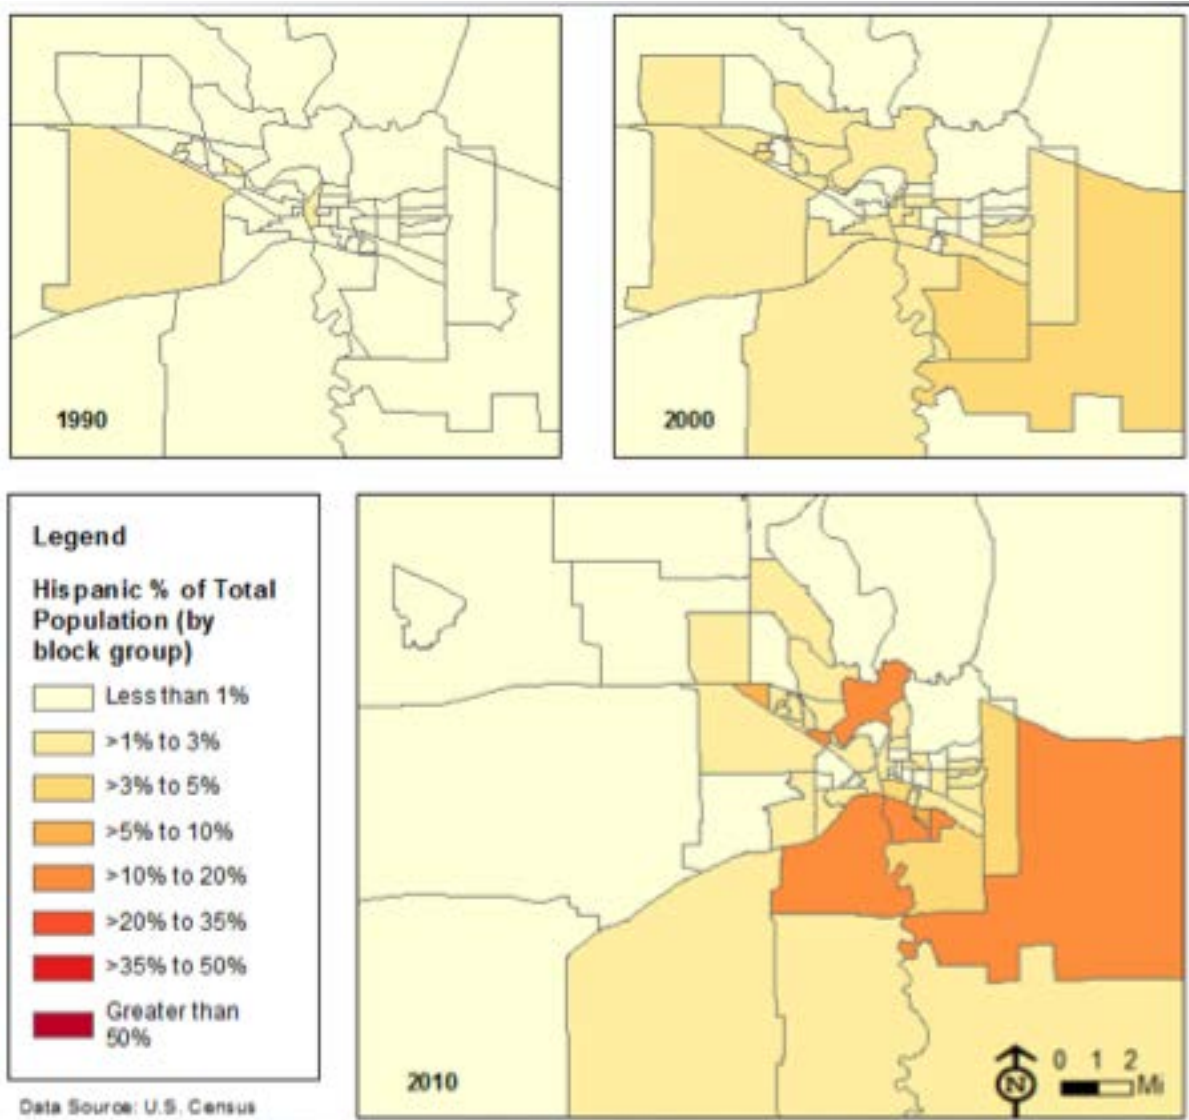 1990
2000
Legend
Hispanic % of Total
Population (by
block group)
Less than 1%
>1% to 3%
>3% to 5%
>5% to 10%
>10% to 20%
>20% to 35%
>35% to 50%
Greater than
50%
2010
N
0 1 2
Mi
Data Source: U.S. Census